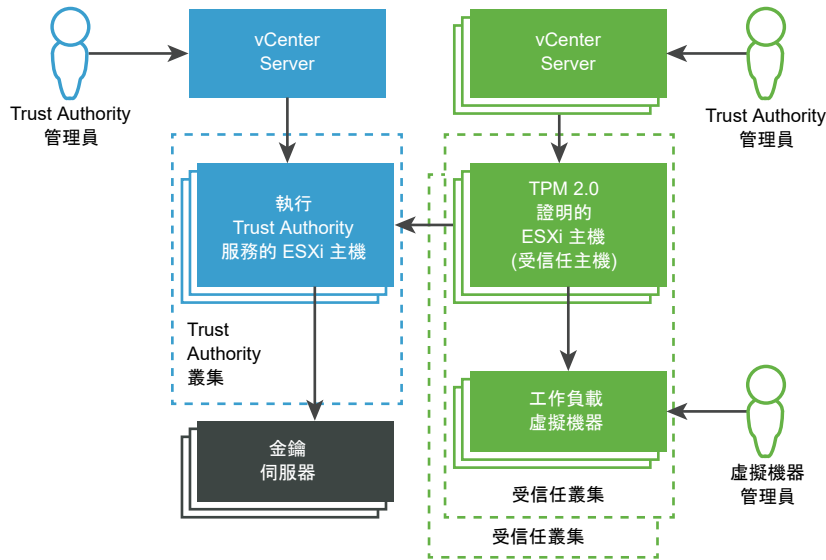 Trust Authority
管理員
vCenter
Server
vCenter
Server
Trust Authority
管理員
執行
Trust Authority
服務的 ESXi 主機
TPM 2.0
證明的
ESXi 主機
(受信任主機)
Trust
Authority
叢集
金鑰
伺服器
工作負載
虛擬機器
虛擬機器
管理員
受信任叢集
受信任叢集